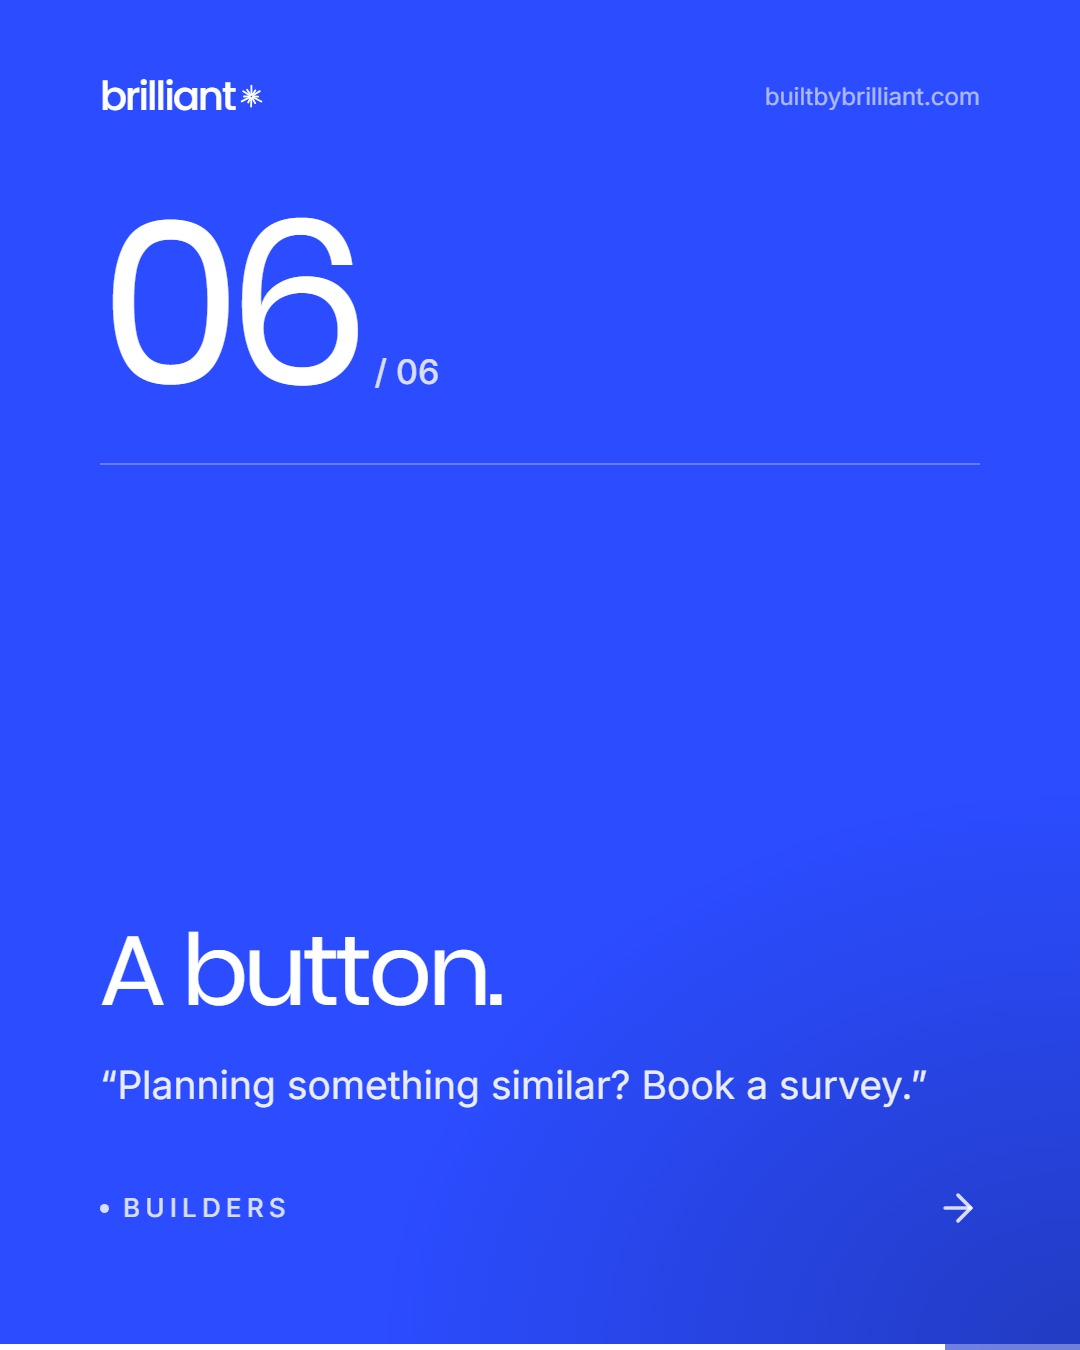 brilliant
builtbybrilliant.com
06 / 06
A button.
“Planning something similar? Book a survey.”
• BUILDERS